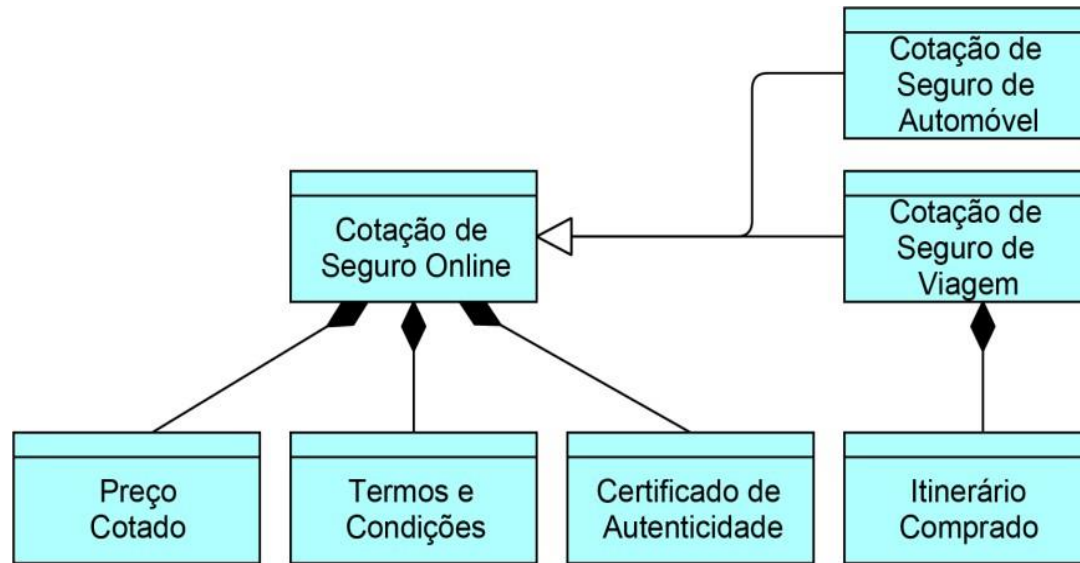 Cotação de
Seguro de
Automóvel
Cotação de
Seguro Online
Cotação de
Seguro de
Viagem
Preço
Cotado
Termos e
Condições
Certificado de
Autenticidade
Itinerário
Comprado